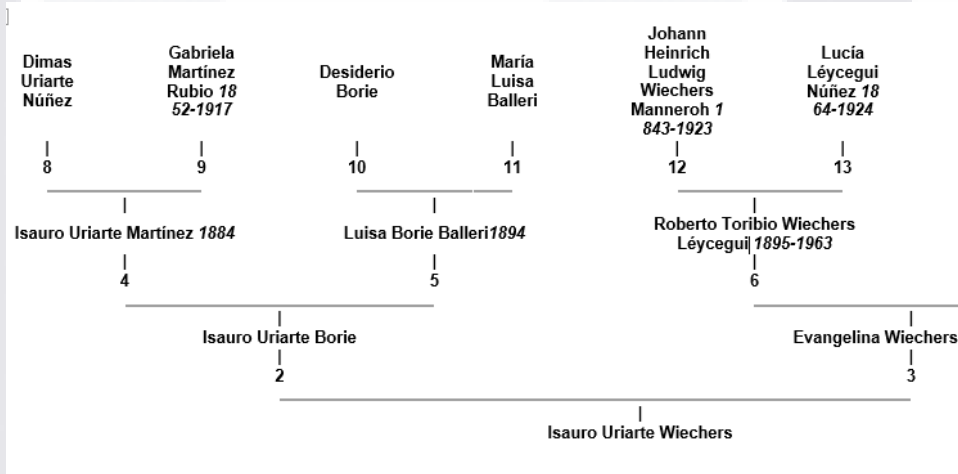 Dimas
Uriarte
Núñez
Gabriela
Martínez
Rubio 18
52-1917
Desiderio
Borie
María
Luisa
Balleri
Johann
Heinrich
Ludwig
Wiechers
Manneroh 1
843-1923
Lucía
Léycegui
Núñez 18
64-1924
8
9
10
11
12
13
Isauro Uriarte Martínez 1884
Luisa Borie Balleri1894
Roberto Toribio Wiechers
Léycegui 1895-1963
4
5
6
Isauro Uriarte Borie
Evangelina Wiechers
2
3
Isauro Uriarte Wiechers